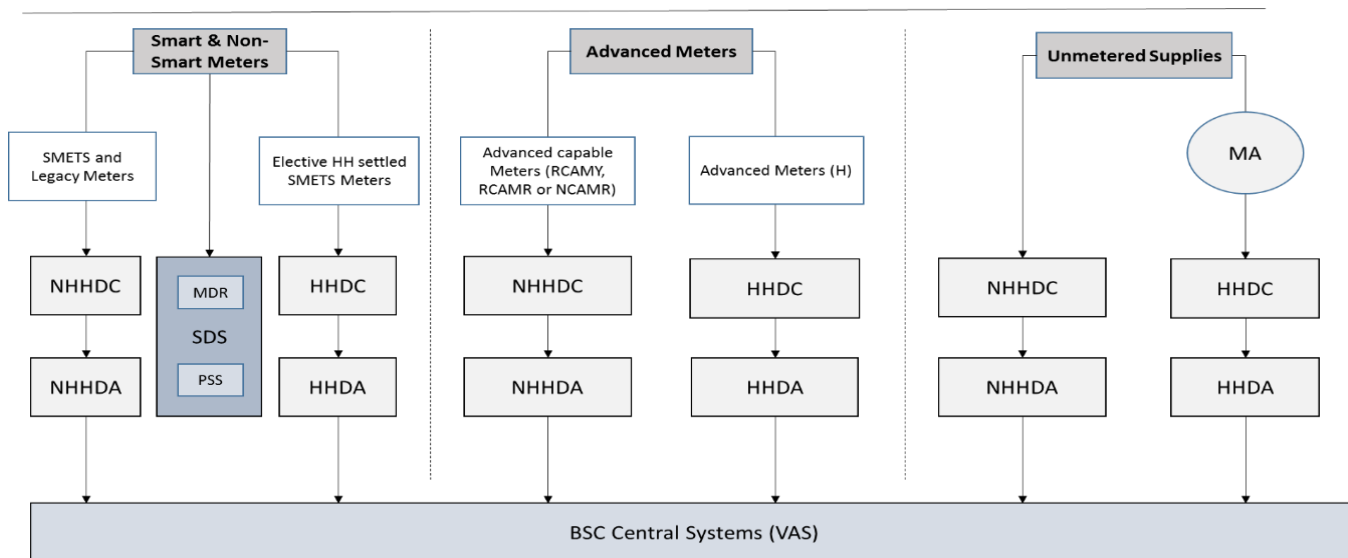 Smart & Non-
Smart Meters
Advanced Meters
Unmetered Supplies
SMETS and
Legacy Meters
Elective HH settled
SMETS Meters
Advanced capable
Meters (RCAMY,
RCAMR or NCAMR)
Advanced Meters (H)
MA
NHHDC
MDR
SDS
PSS
HHDC
NHHDC
HHDC
NHHDC
HHDC
NHHDA
HHDA
NHHDA
HHDA
NHHDA
HHDA
BSC Central Systems (VAS)